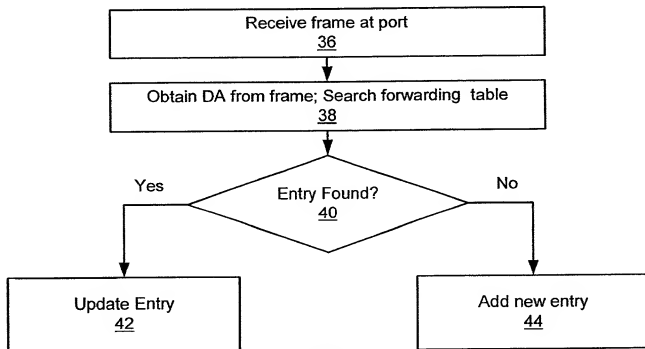 Receive frame at port
36
Obtain DA from frame; Search forwarding table
38
Yes
Entry Found?
40
No
Update Entry
42
Add new entry
44